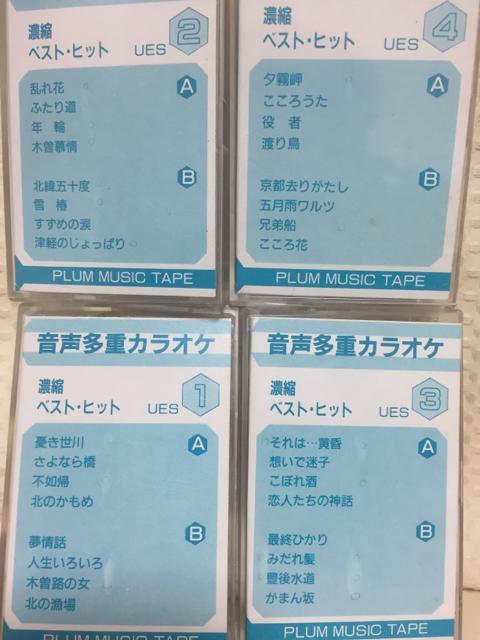 濃縮
ベスト・ヒット UES 2
乱れ花 A
ふたり道
年 輪
木曽慕情
北緯五十度 B
雪 椿
すずめの涙
津軽のじょっぱり
PLUM MUSIC TAPE
濃縮
ベスト・ヒット UES 4
夕霧岬 A
こころうた
役 者
渡り鳥
京都去りがたし B
五月雨ワルツ
兄弟船
こころ花
PLUM MUSIC TAPE
音声多重カラオケ
濃縮
ベスト・ヒット UES 1
憂き世川 A
さよなら橋
不如帰
北のかもめ
夢情話 B
人生いろいろ
木曽路の女
北の漁場
PLUM MUSIC TAPE
音声多重カラオケ
濃縮
ベスト・ヒット UES 3
それは…黄昏 A
想いで迷子
こぼれ酒
恋人たちの神話
最終ひかり B
みだれ髪
豊後水道
がまん坂
PLUM MUSIC TAPE